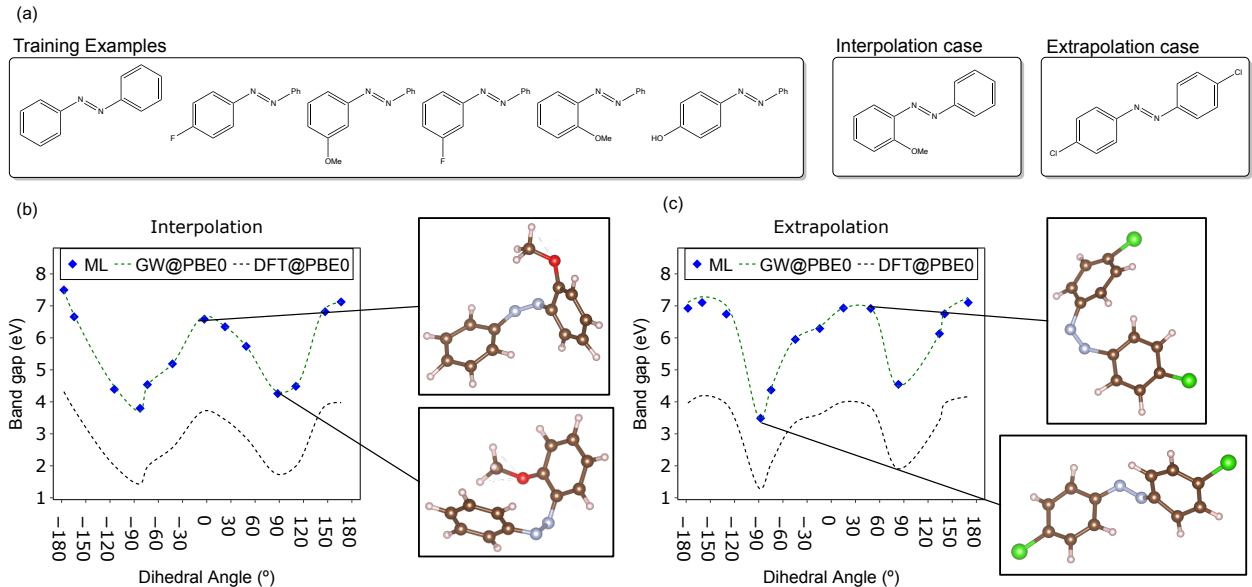 (a)
Training Examples
Interpolation case
Extrapolation case
N N
F N N Ph
OMe N N Ph
F N N Ph
OMe N N Ph
HO N N Ph
OMe N N
Cl N N Cl
(b)
Interpolation
ML GW@PBE0 DFT@PBE0
Band gap (eV)
8
7
6
5
4
3
2
1
−180 −150 −120 −90 −60 −30 0 30 60 90 120 150 180
Dihedral Angle (º)
(c)
Extrapolation
ML GW@PBE0 DFT@PBE0
Band gap (eV)
8
7
6
5
4
3
2
1
−180 −150 −120 −90 −60 −30 0 30 60 90 120 150 180
Dihedral Angle (º)